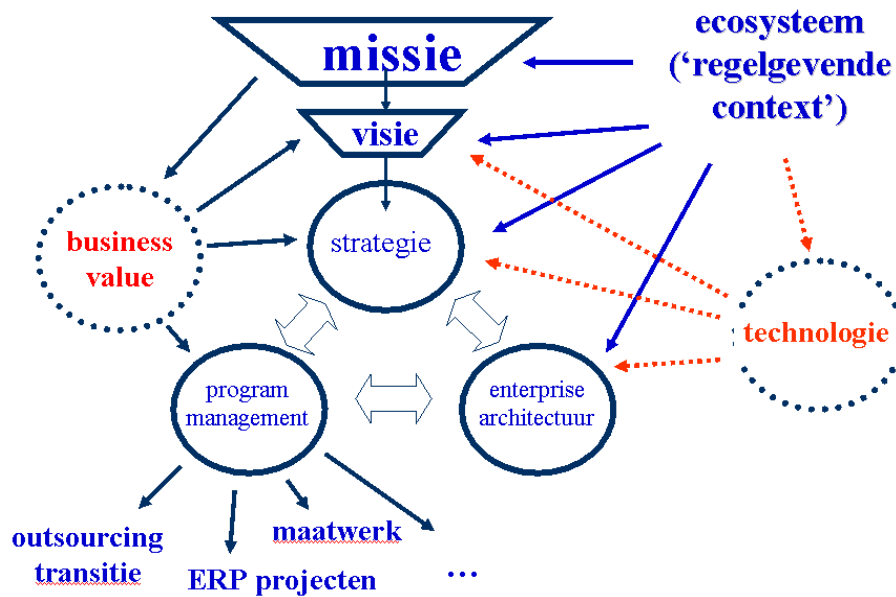 missie
ecosysteem
(‘regelgevende
context’)
visie
business
value
strategie
technologie
program
management
enterprise
architectuur
outsourcing
transitie
maatwerk
ERP projecten
...